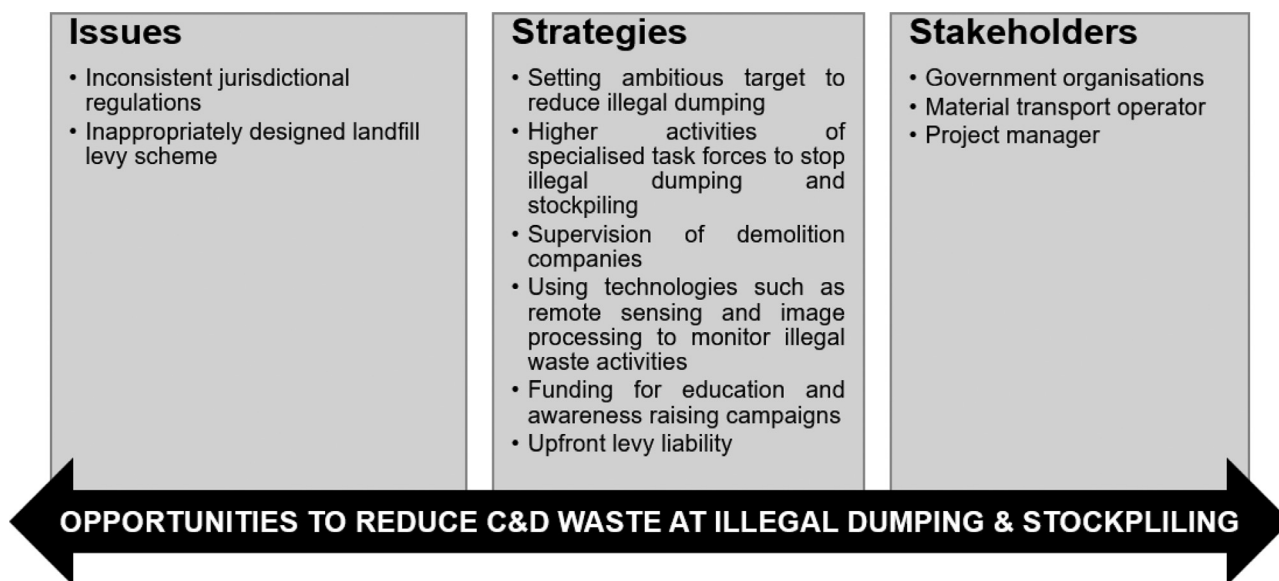 Issues
• Inconsistent jurisdictional
regulations
• Inappropriately designed landfill
levy scheme
Strategies
• Setting ambitious target to
reduce illegal dumping
• Higher activities of
specialised task forces to stop
illegal dumping and
stockpiling
• Supervision of demolition
companies
• Using technologies such as
remote sensing and image
processing to monitor illegal
waste activities
• Funding for education and
awareness raising campaigns
• Upfront levy liability
Stakeholders
• Government organisations
• Material transport operator
• Project manager
OPPORTUNITIES TO REDUCE C&D WASTE AT ILLEGAL DUMPING & STOCKPLILING